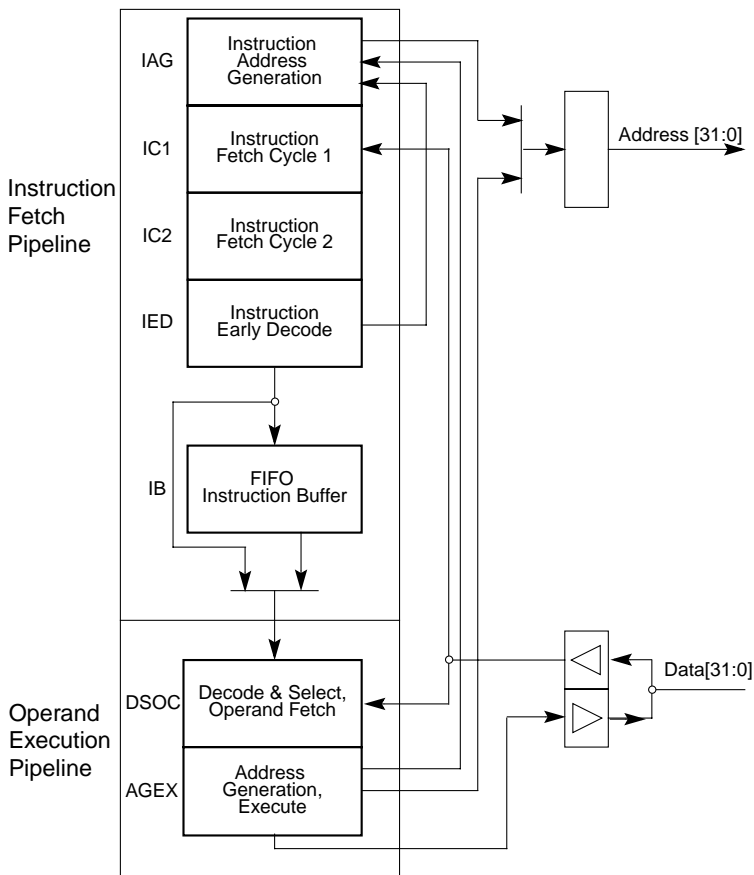 IAG
Instruction
Address
Generation
Address [31:0]
IC1
Instruction
Fetch Cycle 1
Instruction
Fetch
Pipeline
IC2
Instruction
Fetch Cycle 2
IED
Instruction
Early Decode
IB
FIFO
Instruction Buffer
Data[31:0]
Operand
Execution
Pipeline
DSOC
Decode & Select,
Operand Fetch
AGEX
Address
Generation,
Execute